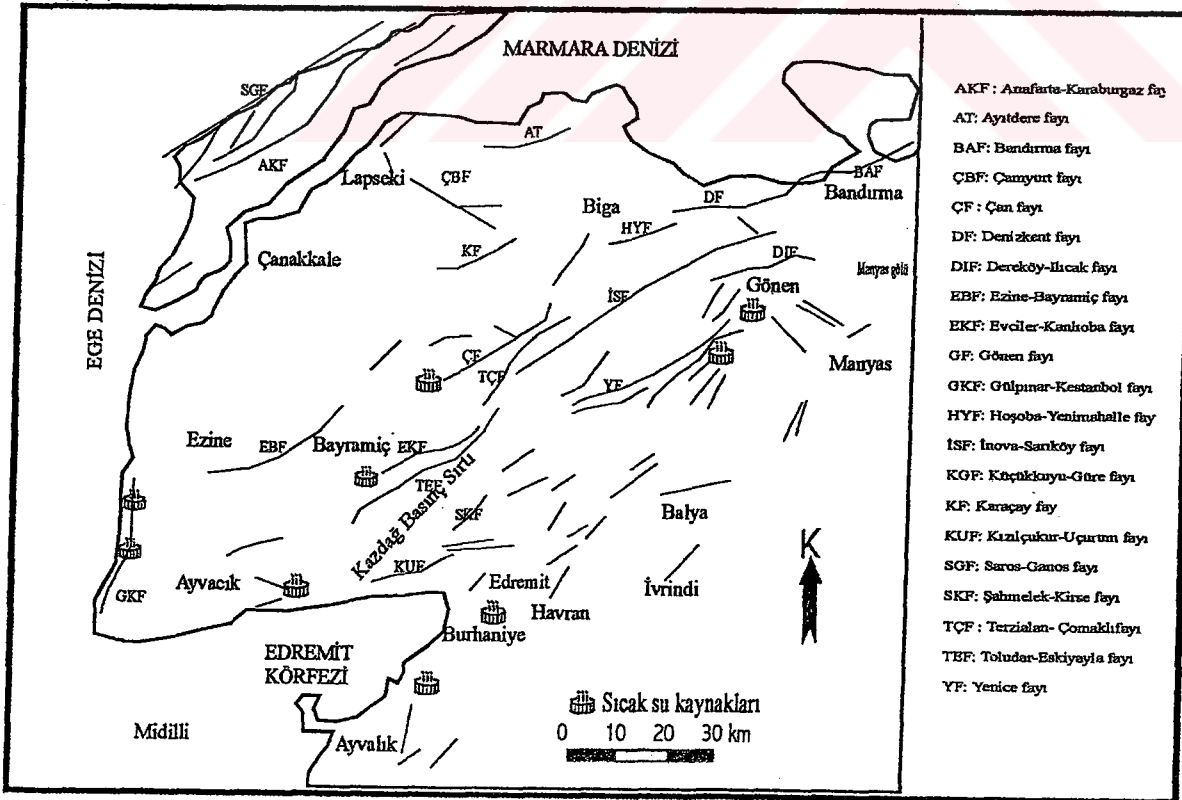 MARMARA DENİZİ
SGF
AKF
Lapseki
ÇBF
AT
BAF
Bandırma
DF
Biga
HYF
KF
Çanakkale
EGE DENİZİ
DIF
Manyas gölü
Gönen
İSF
ÇF
TÇF
Manyas
YF
Ezine
EBF
Bayramiç
EKF
TEF
Kazdağ Basınç Sırtı
SKF
Balya
K
KUF
Ayvacık
GKF
Edremit
İvrindi
Havran
Burhaniye
EDREMİT
KÖRFEZİ
Midilli
Ayvalık
Sıcak su kaynakları
0 10 20 30 km
AKF : Anafarta-Karaburgaz fay
AT: Ayıtdere fayı
BAF: Bandırma fayı
ÇBF: Çamyurt fayı
ÇF : Çan fayı
DF: Denizkent fayı
DIF: Dereköy-Ilıcak fayı
EBF: Ezine-Bayramiç fayı
EKF: Evciler-Kanlıoba fayı
GF: Gönen fayı
GKF: Gülpınar-Kestanbol fayı
HYF: Hoşoba-Yenimahalle fay
İSF: İnova-Sarıköy fayı
KGF: Küçükkuyu-Güre fayı
KF: Karaçay fay
KUF: Kızılçukur-Uçurum fayı
SGF: Saros-Ganos fayı
SKF: Şahmelek-Kirse fayı
TÇF : Terzialan- Çomaklıfayı
TEF: Toludar-Eskiyayla fayı
YF: Yenice fayı